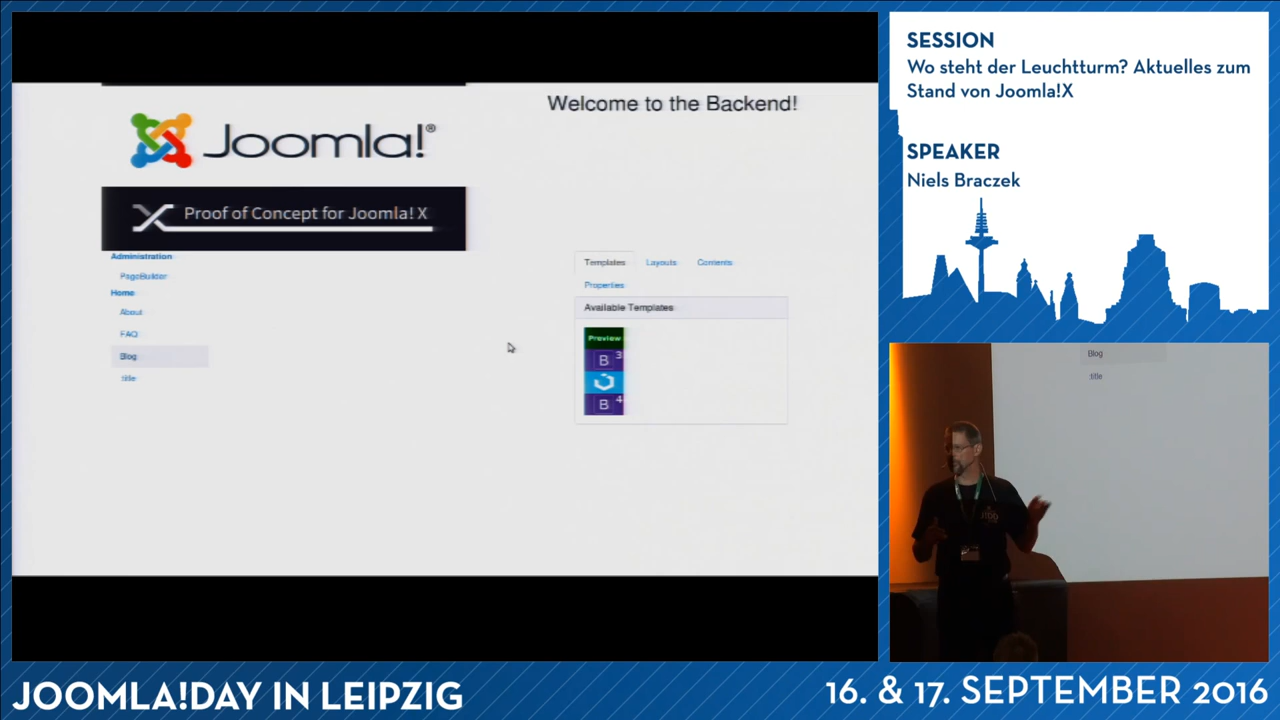 Joomla!®
Proof of Concept for Joomla! X
Administration
PageBuilder
Home
About
FAQ
Blog
:title
Welcome to the Backend!
Templates
Layouts
Contents
Properties
Available Templates
Preview
B 3
B 4
SESSION
Wo steht der Leuchtturm? Aktuelles zum
Stand von Joomla!X
SPEAKER
Niels Braczek
Blog
:title
JOOMLA!DAY IN LEIPZIG
16. & 17. SEPTEMBER 2016